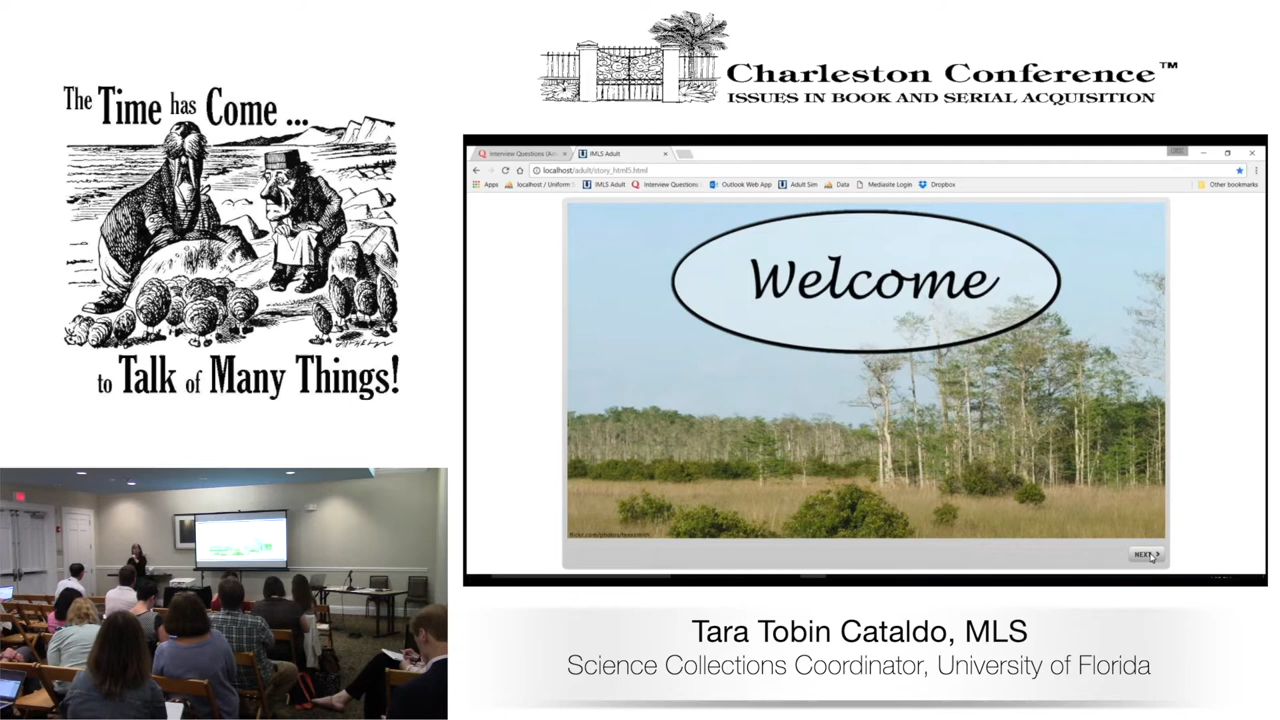 The Time has Come ...
to Talk of Many Things!
Charleston Conference™
ISSUES IN BOOK AND SERIAL ACQUISITION
Interview Questions
IMLS Adult
localhost/adult/story_html5.html
Apps
localhost / Uniform
IMLS Adult
Interview Questions
Outlook Web App
Adult Sim
Data
Mediasite Login
Dropbox
Other bookmarks
Welcome
NEXT
Tara Tobin Cataldo, MLS
Science Collections Coordinator, University of Florida